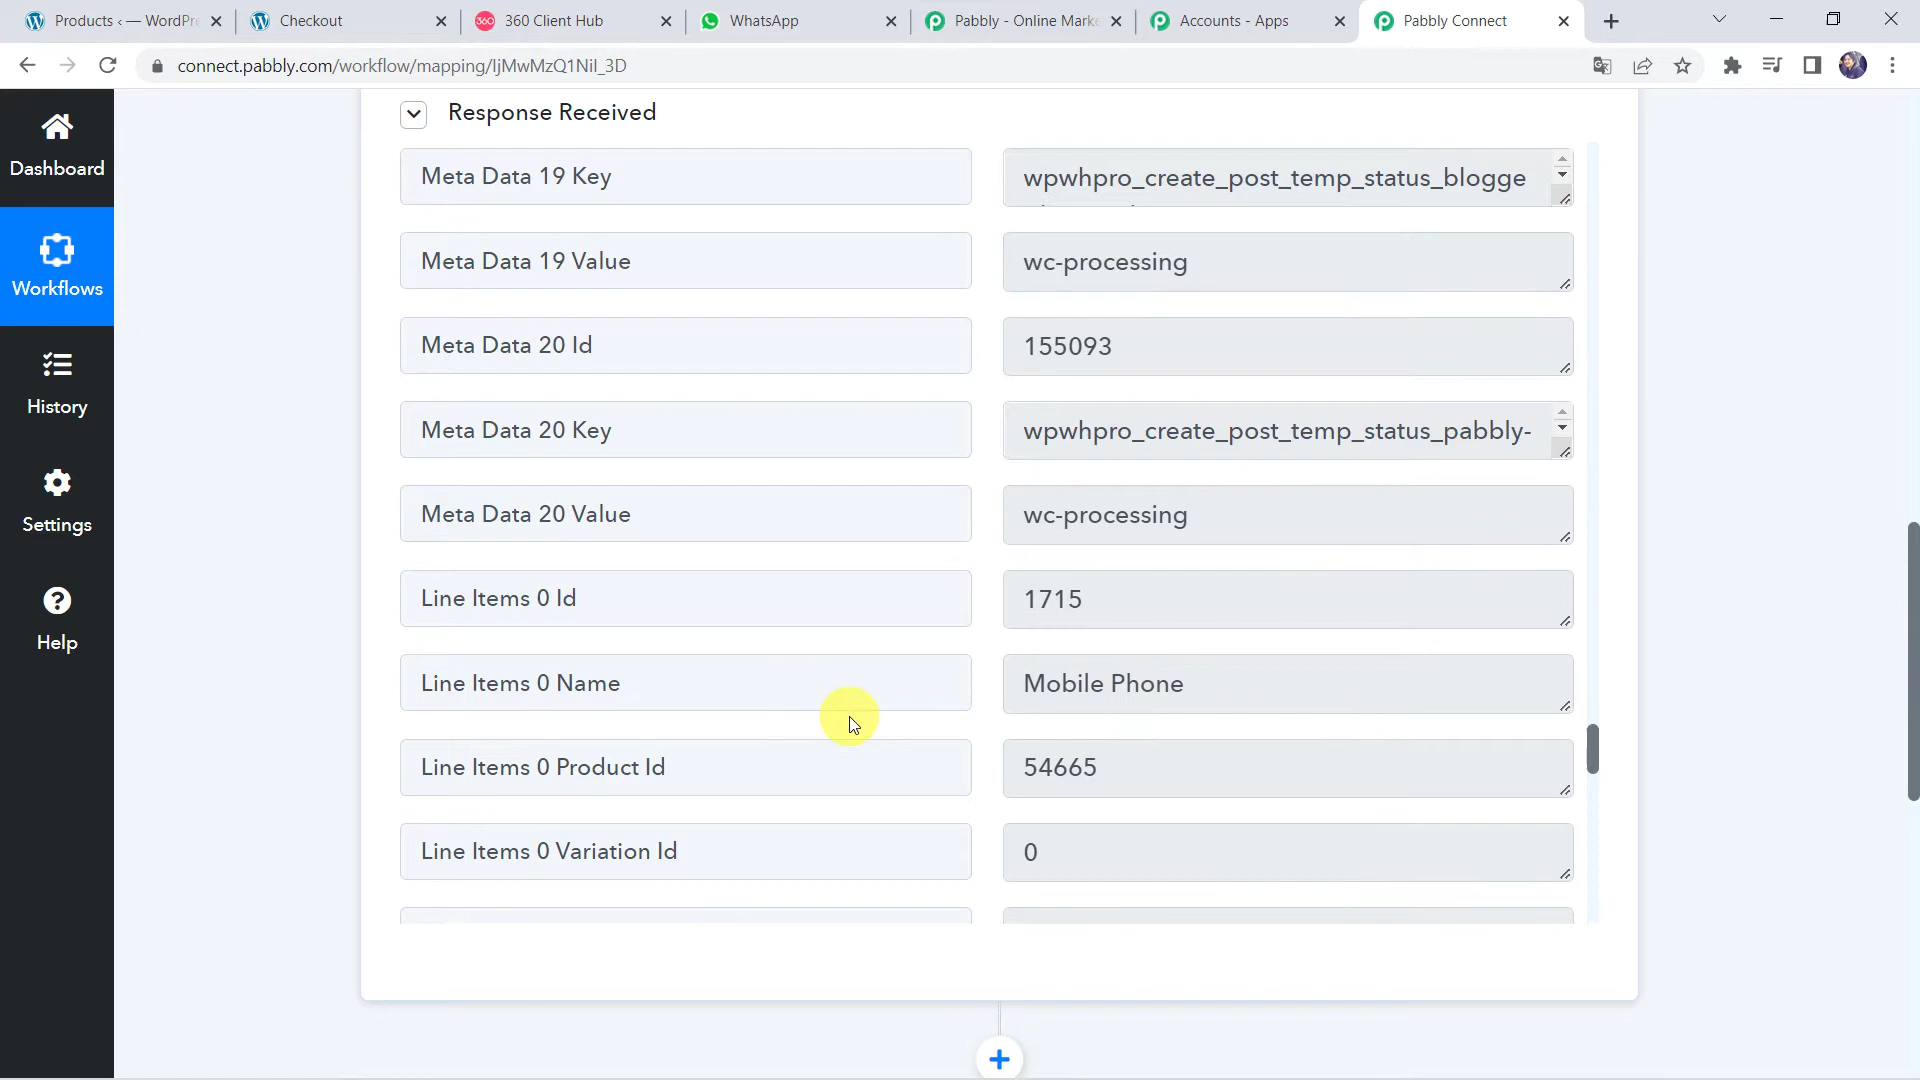 Products ‹ — WordPre
Checkout
360 Client Hub
WhatsApp
Pabbly - Online Marke
Accounts - Apps
Pabbly Connect
connect.pabbly.com/workflow/mapping/IjMwMzQ1NiI_3D
Dashboard
Workflows
History
Settings
Help
Response Received
Meta Data 19 Key
wpwhpro_create_post_temp_status_blogge
Meta Data 19 Value
wc-processing
Meta Data 20 Id
155093
Meta Data 20 Key
wpwhpro_create_post_temp_status_pabbly-
Meta Data 20 Value
wc-processing
Line Items 0 Id
1715
Line Items 0 Name
Mobile Phone
Line Items 0 Product Id
54665
Line Items 0 Variation Id
0